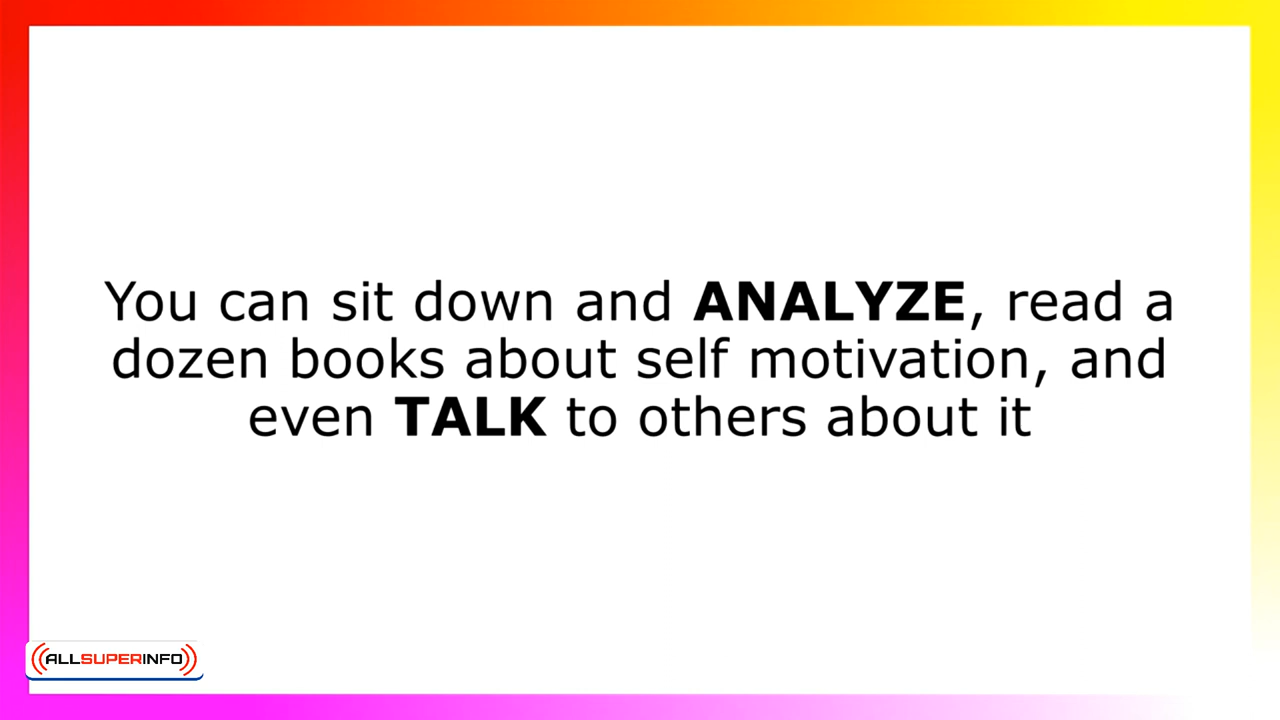 You can sit down and ANALYZE, read a
dozen books about self motivation, and
even TALK to others about it
ALLSUPERINFO